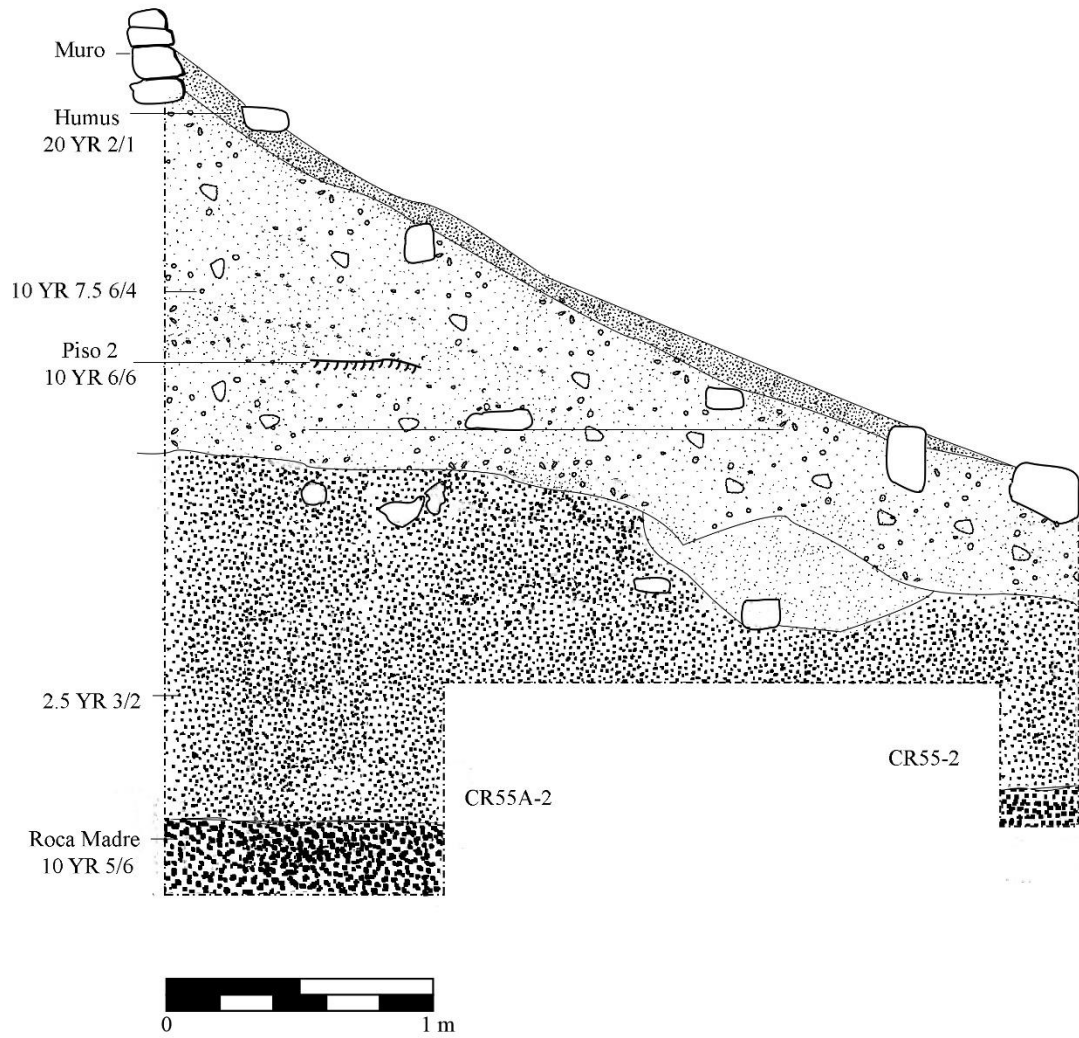 Muro
Humus
20 YR 2/1
10 YR 7.5 6/4
Piso 2
10 YR 6/6
2.5 YR 3/2
CR55-2
CR55A-2
Roca Madre
10 YR 5/6
0
1 m